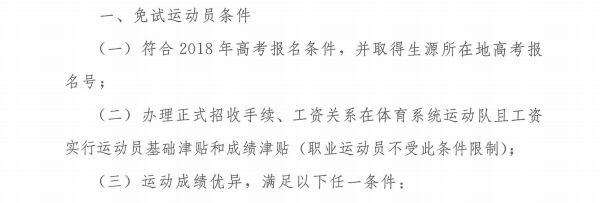 一、免试运动员条件
（一）符合 2018 年高考报名条件，并取得生源所在地高考报
名号；
（二）办理正式招收手续、工资关系在体育系统运动队且工资
实行运动员基础津贴和成绩津贴（职业运动员不受此条件限制）；
（三）运动成绩优异，满足以下任一条件：